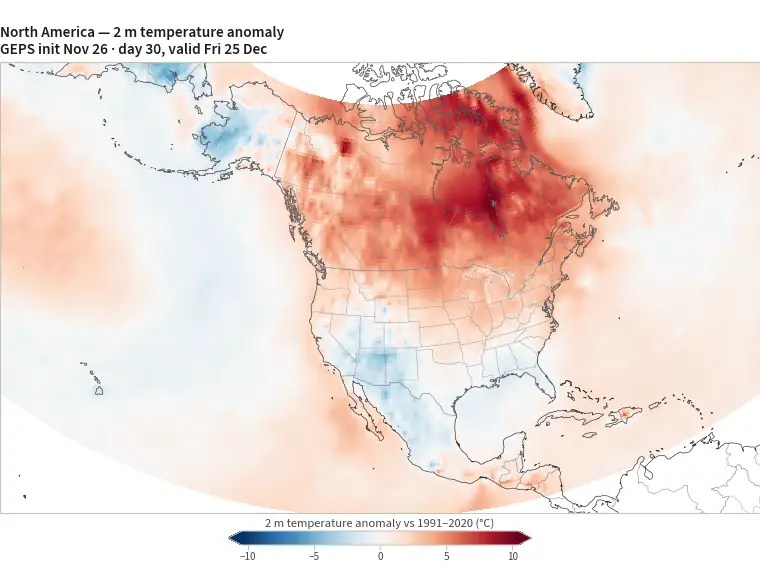 North America — 2 m temperature anomaly
GEPS init Nov 26 · day 30, valid Fri 25 Dec
2 m temperature anomaly vs 1991–2020 (°C)
−10 −5 0 5 10